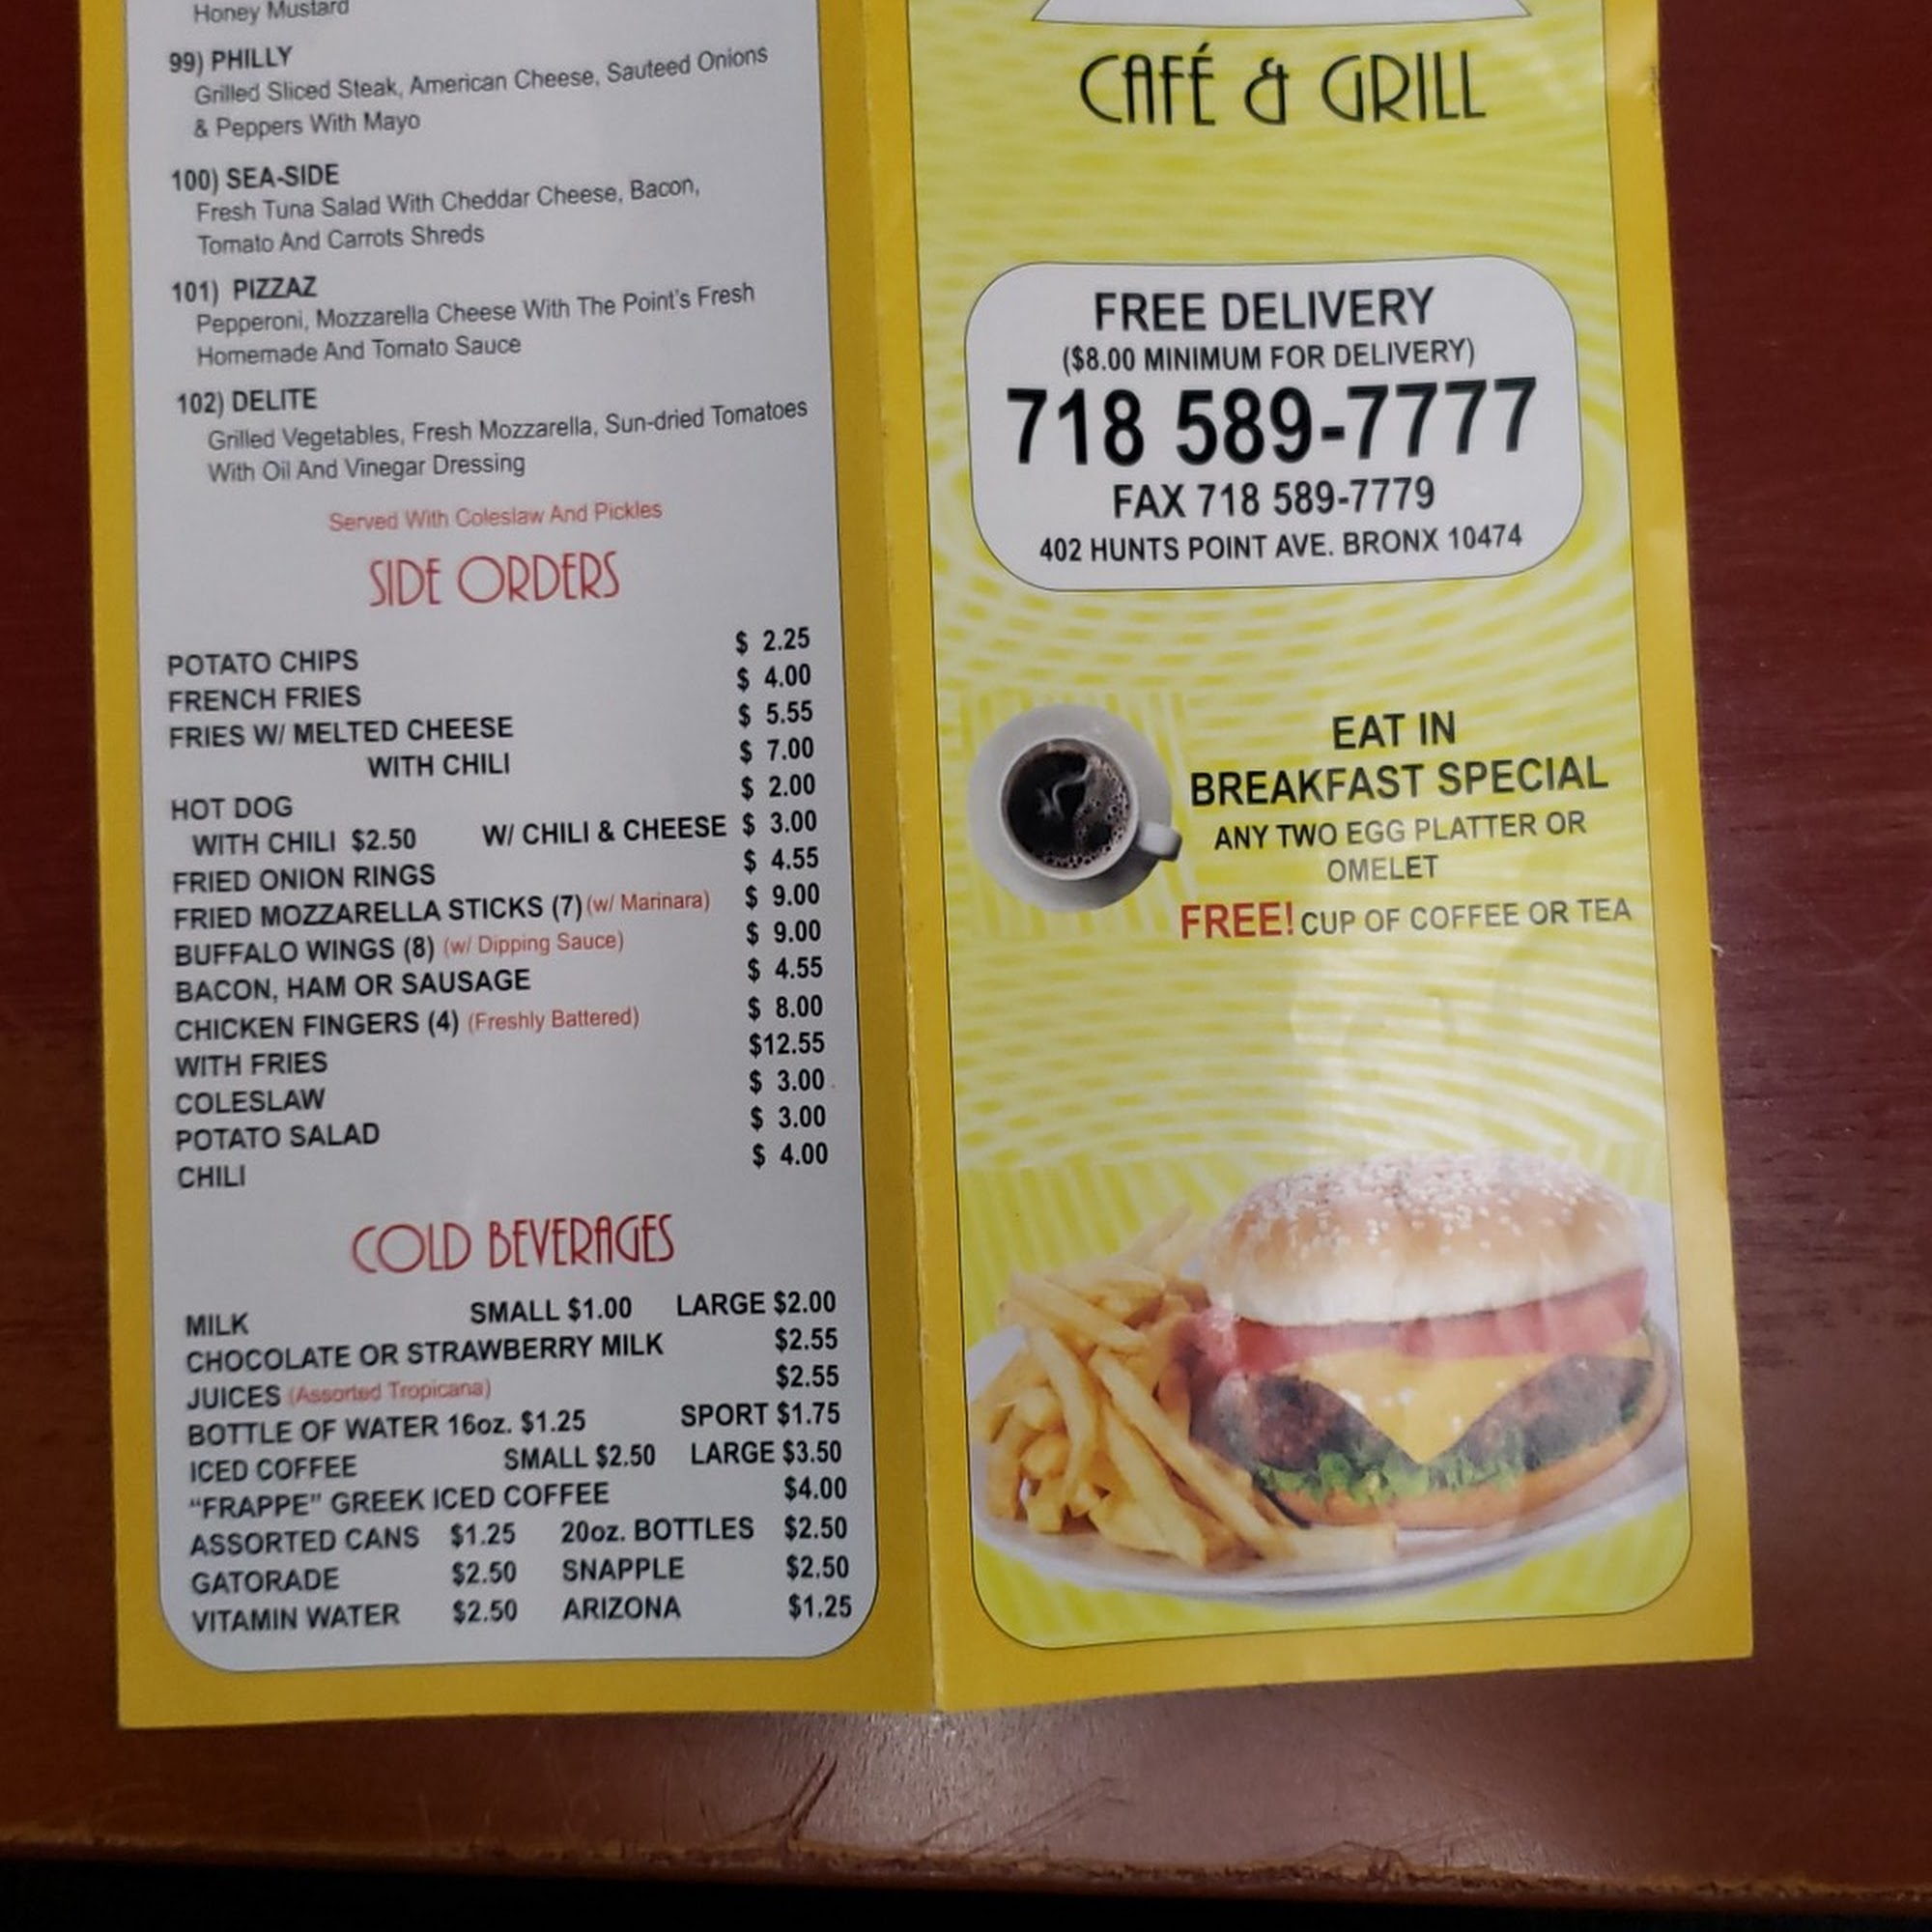 Honey Mustard
99) PHILLY
Grilled Sliced Steak, American Cheese, Sauteed Onions
& Peppers With Mayo
100) SEA-SIDE
Fresh Tuna Salad With Cheddar Cheese, Bacon,
Tomato And Carrots Shreds
101) PIZZAZ
Pepperoni, Mozzarella Cheese With The Point's Fresh
Homemade And Tomato Sauce
102) DELITE
Grilled Vegetables, Fresh Mozzarella, Sun-dried Tomatoes
With Oil And Vinegar Dressing
Served With Coleslaw And Pickles
SIDE ORDERS
POTATO CHIPS $ 2.25
FRENCH FRIES $ 4.00
FRIES W/ MELTED CHEESE $ 5.55
WITH CHILI $ 7.00
HOT DOG $ 2.00
WITH CHILI $2.50 W/ CHILI & CHEESE $ 3.00
FRIED ONION RINGS $ 4.55
FRIED MOZZARELLA STICKS (7) (w/ Marinara) $ 9.00
BUFFALO WINGS (8) (w/ Dipping Sauce) $ 9.00
BACON, HAM OR SAUSAGE $ 4.55
CHICKEN FINGERS (4) (Freshly Battered) $ 8.00
WITH FRIES $12.55
COLESLAW $ 3.00
POTATO SALAD $ 3.00
CHILI $ 4.00
COLD BEVERAGES
MILK SMALL $1.00 LARGE $2.00
CHOCOLATE OR STRAWBERRY MILK $2.55
JUICES (Assorted Tropicana) $2.55
BOTTLE OF WATER 16oz. $1.25 SPORT $1.75
ICED COFFEE SMALL $2.50 LARGE $3.50
"FRAPPE" GREEK ICED COFFEE $4.00
ASSORTED CANS $1.25 20oz. BOTTLES $2.50
GATORADE $2.50 SNAPPLE $2.50
VITAMIN WATER $2.50 ARIZONA $1.25
CAFÉ & GRILL
FREE DELIVERY
($8.00 MINIMUM FOR DELIVERY)
718 589-7777
FAX 718 589-7779
402 HUNTS POINT AVE. BRONX 10474
EAT IN
BREAKFAST SPECIAL
ANY TWO EGG PLATTER OR
OMELET
FREE! CUP OF COFFEE OR TEA